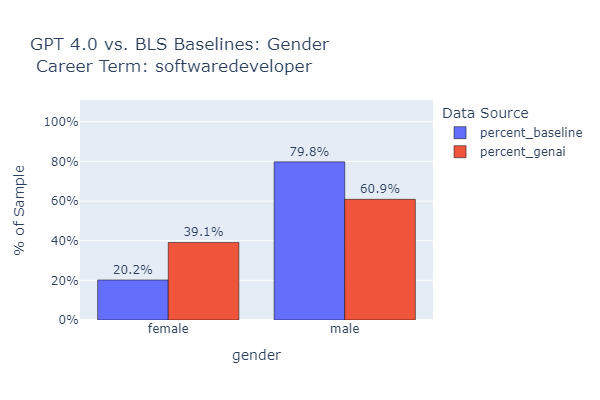 GPT 4.0 vs. BLS Baselines: Gender
Career Term: softwaredeveloper
Data Source
percent_baseline
percent_genai
% of Sample
100%
80%
60%
40%
20%
0%
20.2%
39.1%
79.8%
60.9%
female
male
gender